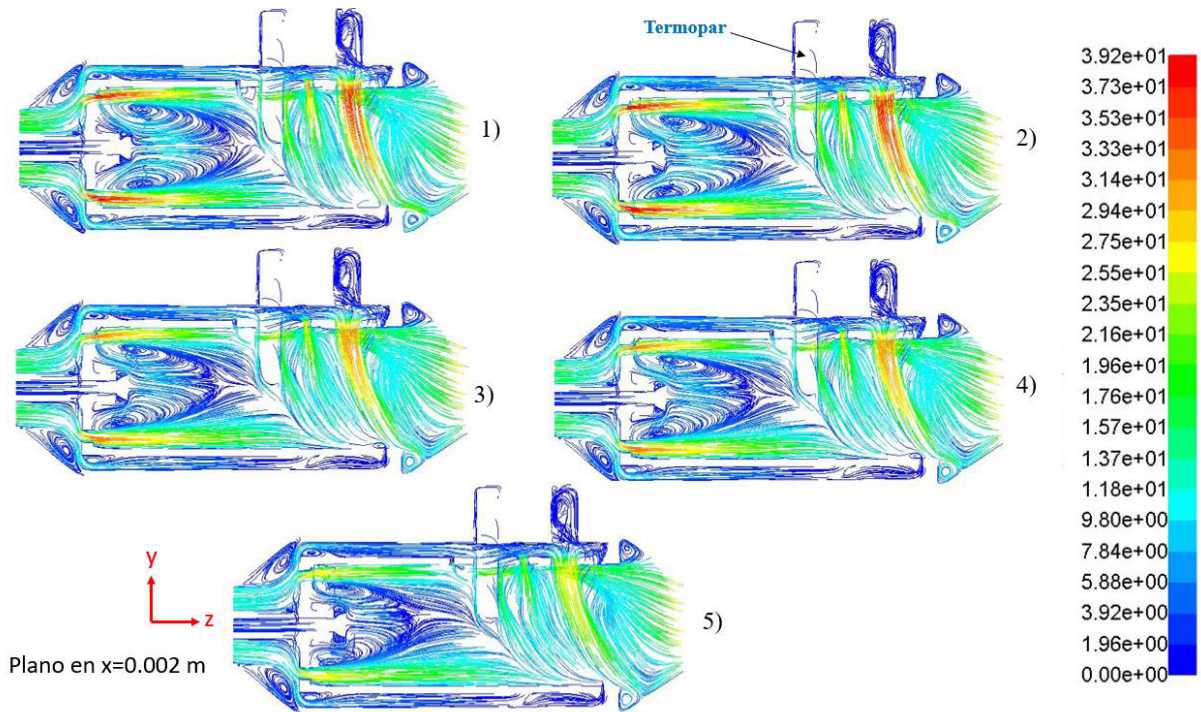 Termopar
1)
2)
3)
4)
5)
y
z
Plano en x=0.002 m
3.92e+01
3.73e+01
3.53e+01
3.33e+01
3.14e+01
2.94e+01
2.75e+01
2.55e+01
2.35e+01
2.16e+01
1.96e+01
1.76e+01
1.57e+01
1.37e+01
1.18e+01
9.80e+00
7.84e+00
5.88e+00
3.92e+00
1.96e+00
0.00e+00